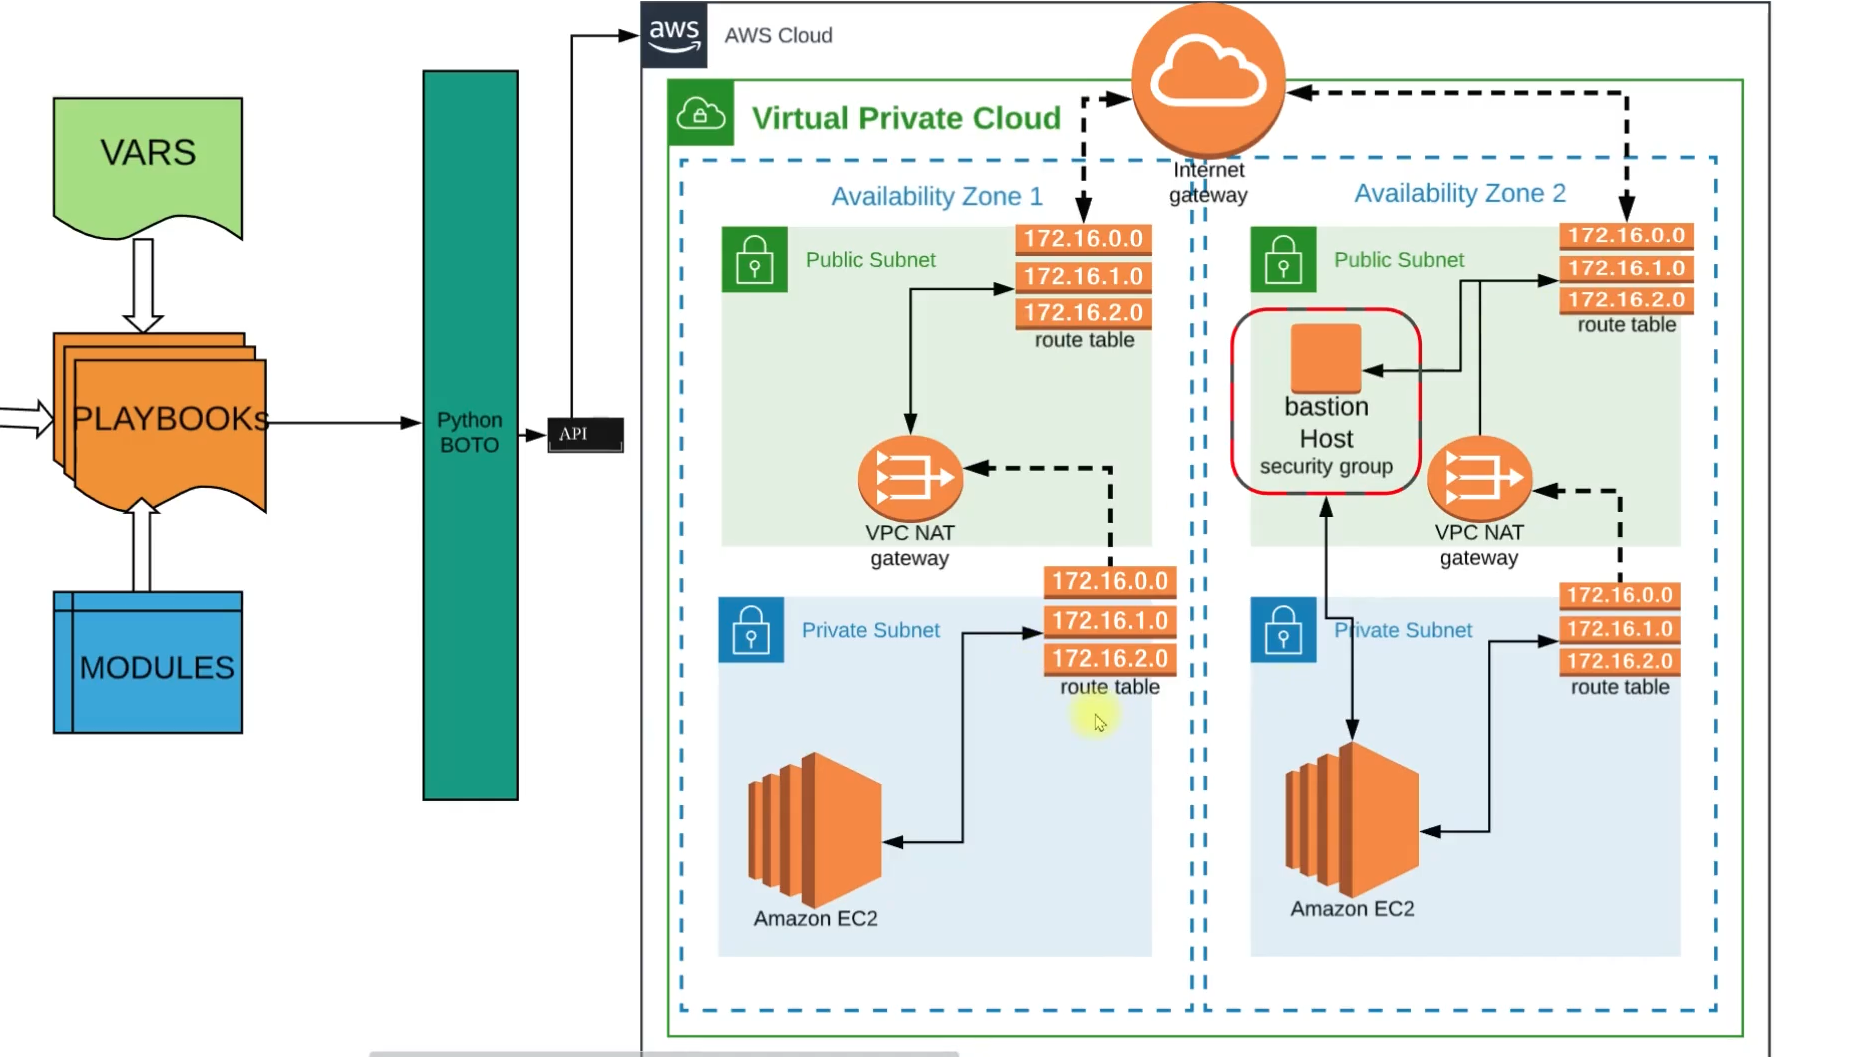 aws
AWS Cloud
Virtual Private Cloud
Internet
gateway
VARS
PLAYBOOKs
MODULES
Python
BOTO
API
Availability Zone 1
Public Subnet
172.16.0.0
172.16.1.0
172.16.2.0
route table
VPC NAT
gateway
Private Subnet
172.16.0.0
172.16.1.0
172.16.2.0
route table
Amazon EC2
Availability Zone 2
Public Subnet
172.16.0.0
172.16.1.0
172.16.2.0
route table
bastion
Host
security group
VPC NAT
gateway
Private Subnet
172.16.0.0
172.16.1.0
172.16.2.0
route table
Amazon EC2